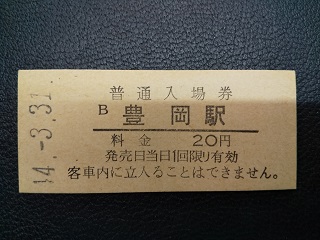 普通入場券
B 豊岡駅
料金 20円
発売日当日1回限り有効
客車内に立入ることはできません。
14.-3.31.